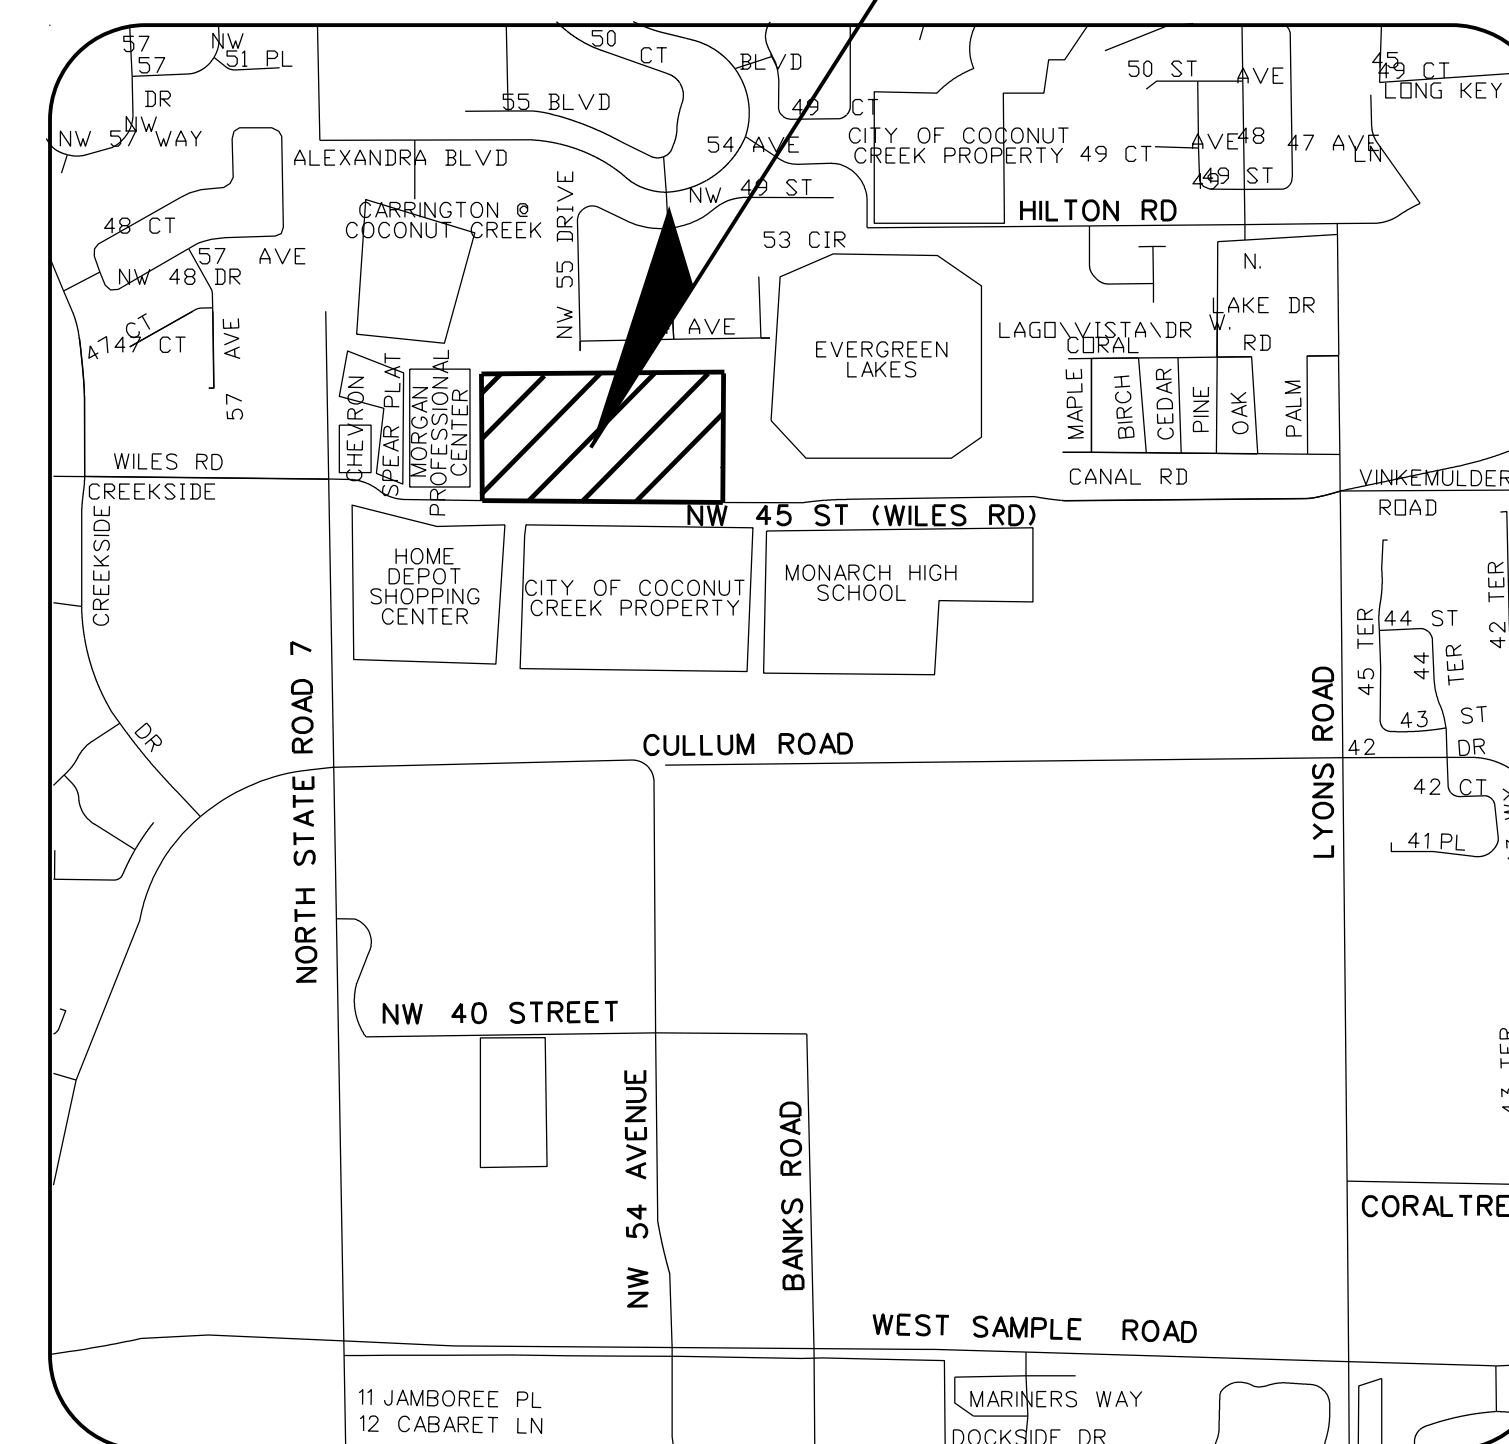 57
57
NW
51 PL
DR
NW
NW 57 WAY
50
CT
55 BLVD
BLVD
49 CT
54 AVE
ALEXANDRA BLVD
CITY OF COCONUT
CREEK PROPERTY
50 ST
AVE
45
49 CT
LONG KEY
49 CT
AVE
48
47 AVE
LN
49
49 ST
NW 49 ST
HILTON RD
CARRINGTON @
COCONUT CREEK
48 CT
57 AVE
NW 48 DR
NW 55 DRIVE
53 CIR
N.
LAKE DR
CT
47
47 CT
57 AVE
AVE
LAGO VISTA DR
W.
CORAL
RD
EVERGREEN
LAKES
CHEVRON
SPEAR PLAT
MORGAN
PROFESSIONAL
CENTER
MAPLE
BIRCH
CEDAR
PINE
OAK
PALM
WILES RD
CREEKSIDE
CANAL RD
VINKEMULDER
ROAD
NW 45 ST (WILES RD)
CREEKSIDE
DR
HOME
DEPOT
SHOPPING
CENTER
CITY OF COCONUT
CREEK PROPERTY
MONARCH HIGH
SCHOOL
42 TER
45 TER
44 ST
44 TER
43 ST
NORTH STATE ROAD 7
LYONS ROAD
CULLUM ROAD
42 DR
42 CT
41 PL
NW 40 STREET
43 TER
NW 54 AVENUE
BANKS ROAD
CORALTREE
WEST SAMPLE ROAD
11 JAMBOREE PL
12 CABARET LN
MARINERS WAY
DOCKSIDE DR